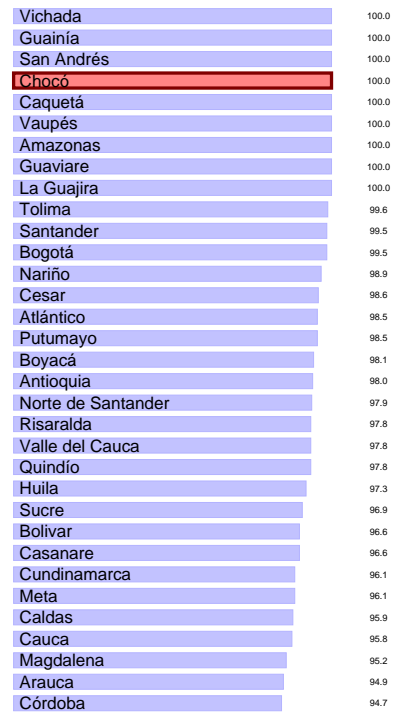 Vichada 100.0
Guainía 100.0
San Andrés 100.0
Chocó 100.0
Caquetá 100.0
Vaupés 100.0
Amazonas 100.0
Guaviare 100.0
La Guajira 100.0
Tolima 99.6
Santander 99.5
Bogotá 99.5
Nariño 98.9
Cesar 98.6
Atlántico 98.5
Putumayo 98.5
Boyacá 98.1
Antioquia 98.0
Norte de Santander 97.9
Risaralda 97.8
Valle del Cauca 97.8
Quindío 97.8
Huila 97.3
Sucre 96.9
Bolivar 96.6
Casanare 96.6
Cundinamarca 96.1
Meta 96.1
Caldas 95.9
Cauca 95.8
Magdalena 95.2
Arauca 94.9
Córdoba 94.7